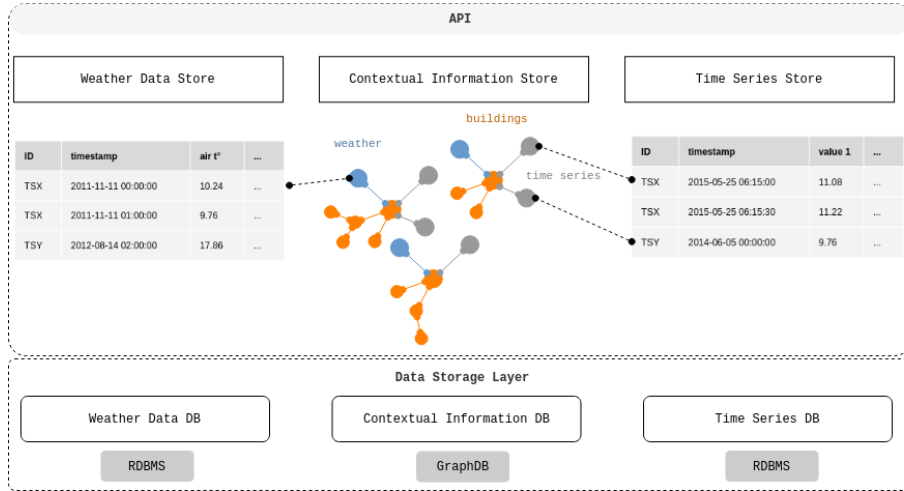 API
Weather Data Store
Contextual Information Store
Time Series Store
buildings
weather
time series
ID timestamp air t° ...
TSX 2011-11-11 00:00:00 10.24 ...
TSX 2011-11-11 01:00:00 9.76 ...
TSY 2012-08-14 02:00:00 17.86 ...
ID timestamp value 1 ...
TSX 2015-05-25 06:15:00 11.08 ...
TSX 2015-05-25 06:15:30 11.22 ...
TSY 2014-06-05 00:00:00 9.76 ...
Data Storage Layer
Weather Data DB
Contextual Information DB
Time Series DB
RDBMS
GraphDB
RDBMS